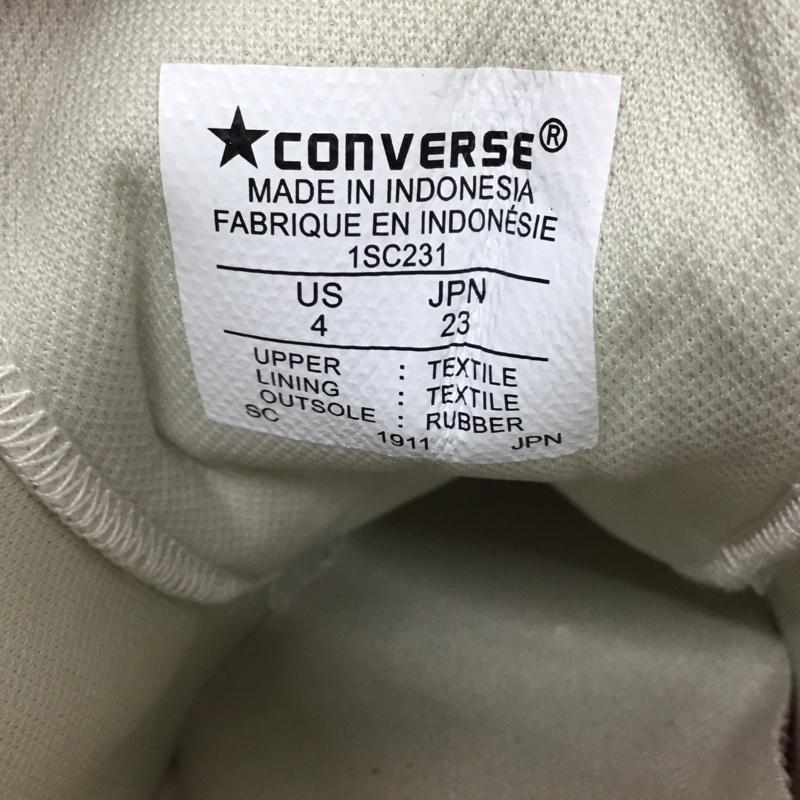 ★CONVERSE®
MADE IN INDONESIA
FABRIQUE EN INDONÉSIE
1SC231
US JPN
4 23
UPPER : TEXTILE
LINING : TEXTILE
OUTSOLE : RUBBER
SC 1911 JPN